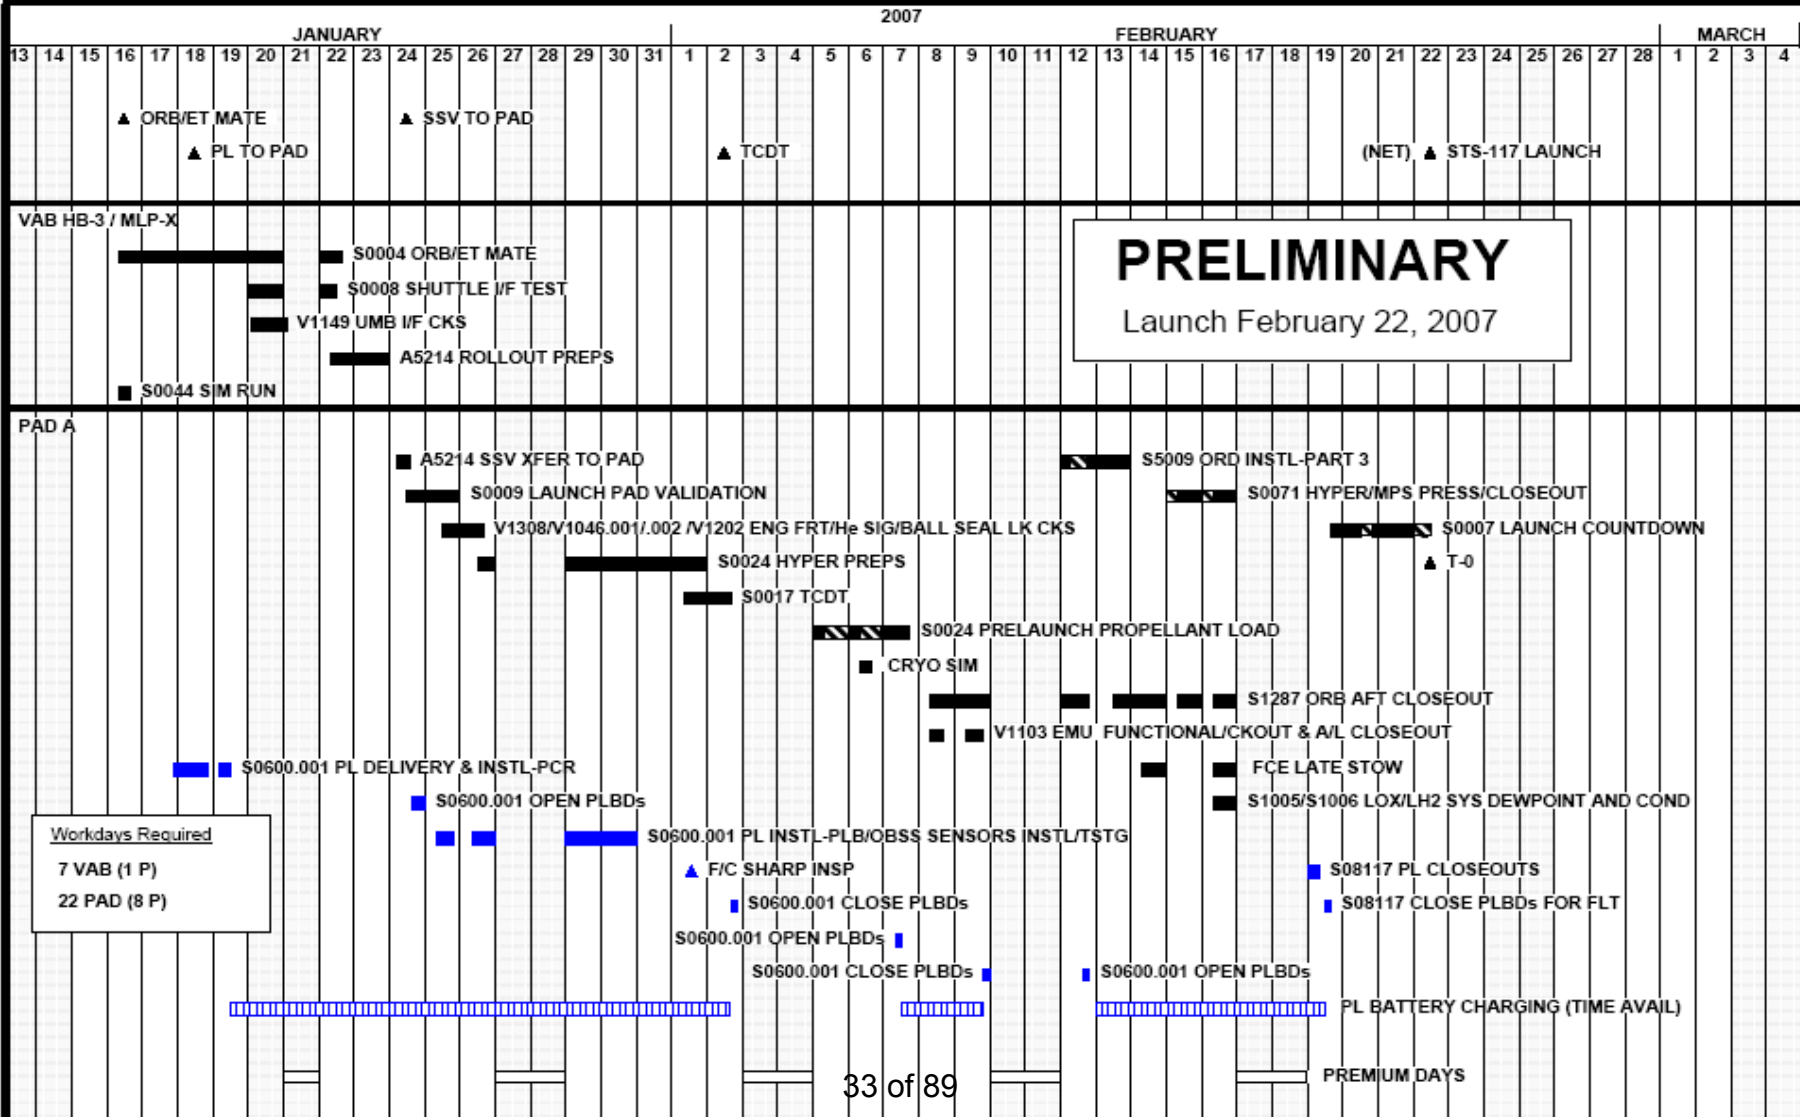 2007
JANUARY FEBRUARY MARCH
13 14 15 16 17 18 19 20 21 22 23 24 25 26 27 28 29 30 31 1 2 3 4 5 6 7 8 9 10 11 12 13 14 15 16 17 18 19 20 21 22 23 24 25 26 27 28 1 2 3 4
ORB/ET MATE SSV TO PAD
PL TO PAD TCDT (NET) STS-117 LAUNCH
VAB HB-3 / MLP-X
PRELIMINARY
Launch February 22, 2007
S0004 ORB/ET MATE
S0008 SHUTTLE I/F TEST
V1149 UMB I/F CKS
A5214 ROLLOUT PREPS
S0044 SIM RUN
PAD A
A5214 SSV XFER TO PAD S5009 ORD INSTL-PART 3
S0009 LAUNCH PAD VALIDATION S0071 HYPER/MPS PRESS/CLOSEOUT
V1308/V1046.001/.002 /V1202 ENG FRT/He SIG/BALL SEAL LK CKS S0007 LAUNCH COUNTDOWN
S0024 HYPER PREPS T-0
S0017 TCDT
S0024 PRELAUNCH PROPELLANT LOAD
CRYO SIM
S1287 ORB AFT CLOSEOUT
V1103 EMU FUNCTIONAL/CKOUT & A/L CLOSEOUT
S0600.001 PL DELIVERY & INSTL-PCR FCE LATE STOW
S0600.001 OPEN PLBDs S1005/S1006 LOX/LH2 SYS DEWPOINT AND COND
Workdays Required
7 VAB (1 P)
22 PAD (8 P)
S0600.001 PL INSTL-PLB/OBSS SENSORS INSTL/TSTG
F/C SHARP INSP S08117 PL CLOSEOUTS
S0600.001 CLOSE PLBDs S08117 CLOSE PLBDs FOR FLT
S0600.001 OPEN PLBDs
S0600.001 CLOSE PLBDs S0600.001 OPEN PLBDs
PL BATTERY CHARGING (TIME AVAIL)
33 of 89 PREMIUM DAYS